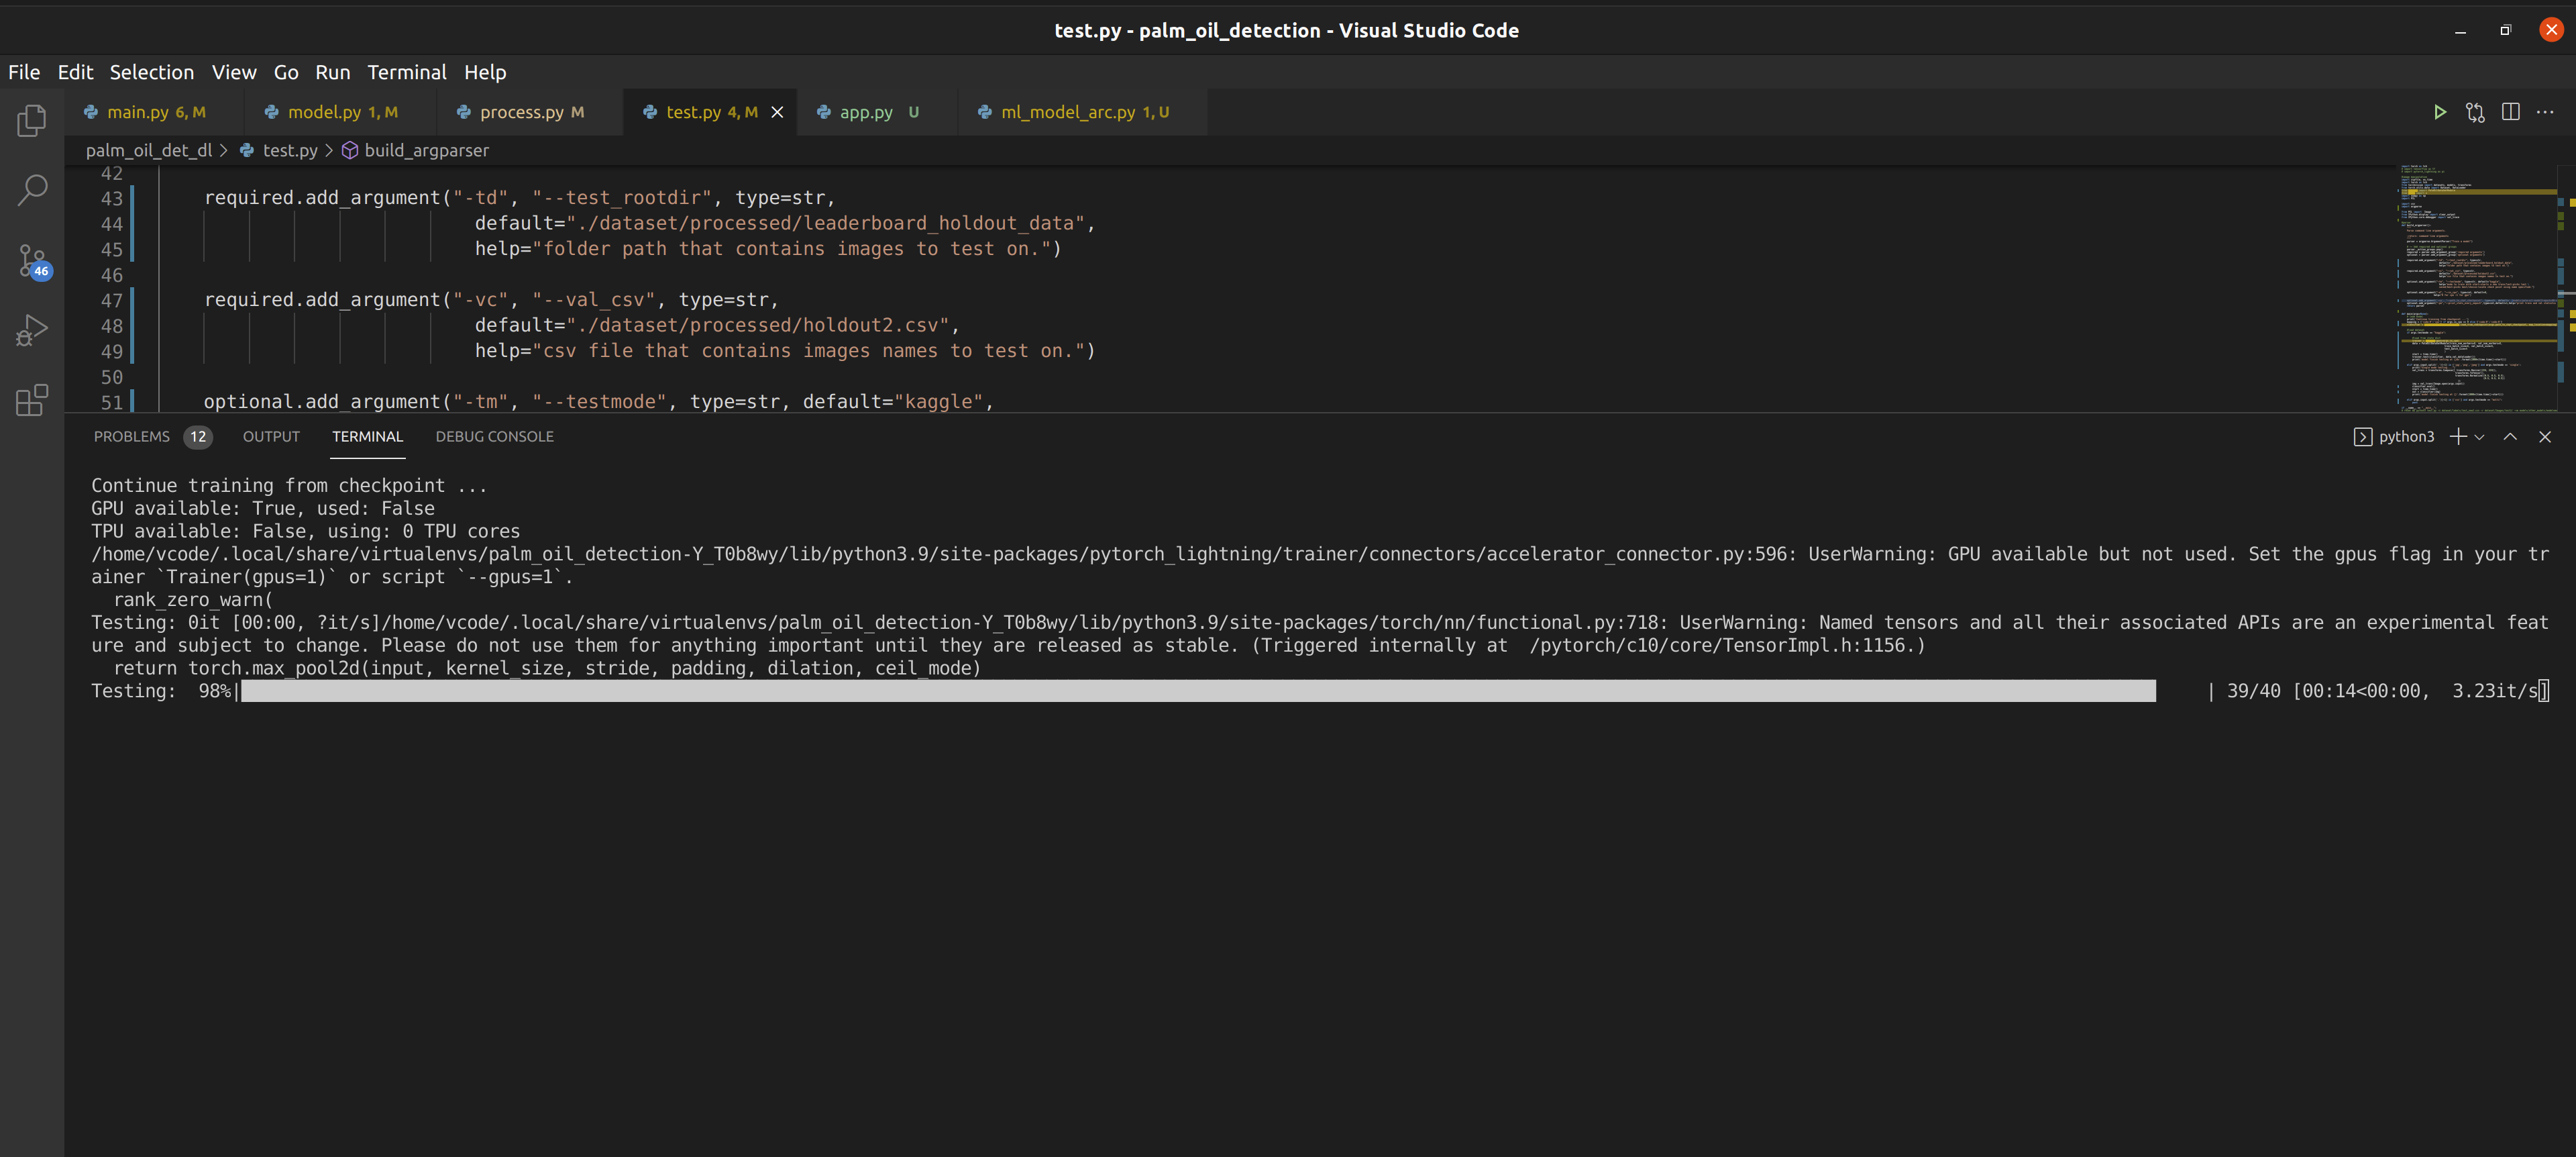 test.py - palm_oil_detection - Visual Studio Code
File Edit Selection View Go Run Terminal Help
main.py 6, M model.py 1, M process.py M test.py 4, M app.py U ml_model_arc.py 1, U
palm_oil_det_dl > test.py > build_argparser
42
43 required.add_argument("-td", "--test_rootdir", type=str,
44 default="./dataset/processed/leaderboard_holdout_data",
45 help="folder path that contains images to test on.")
46
47 required.add_argument("-vc", "--val_csv", type=str,
48 default="./dataset/processed/holdout2.csv",
49 help="csv file that contains images names to test on.")
50
51 optional.add_argument("-tm", "--testmode", type=str, default="kaggle",
46
PROBLEMS 12 OUTPUT TERMINAL DEBUG CONSOLE python3
Continue training from checkpoint ...
GPU available: True, used: False
TPU available: False, using: 0 TPU cores
/home/vcode/.local/share/virtualenvs/palm_oil_detection-Y_T0b8wy/lib/python3.9/site-packages/pytorch_lightning/trainer/connectors/accelerator_connector.py:596: UserWarning: GPU available but not used. Set the gpus flag in your tr
ainer `Trainer(gpus=1)` or script `--gpus=1`.
rank_zero_warn(
Testing: 0it [00:00, ?it/s]/home/vcode/.local/share/virtualenvs/palm_oil_detection-Y_T0b8wy/lib/python3.9/site-packages/torch/nn/functional.py:718: UserWarning: Named tensors and all their associated APIs are an experimental feat
ure and subject to change. Please do not use them for anything important until they are released as stable. (Triggered internally at  /pytorch/c10/core/TensorImpl.h:1156.)
return torch.max_pool2d(input, kernel_size, stride, padding, dilation, ceil_mode)
Testing:  98%| | 39/40 [00:14<00:00,  3.23it/s]